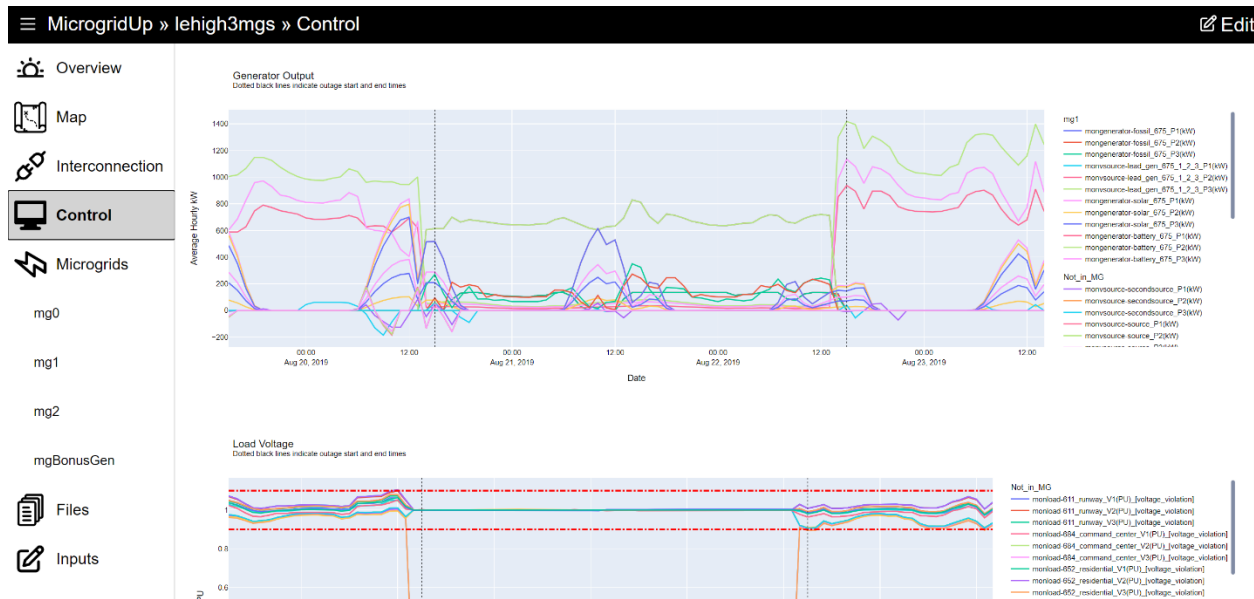 MicrogridUp » lehigh3mgs » Control
Edit
Overview
Map
Interconnection
Control
Microgrids
mg0
mg1
mg2
mgBonusGen
Files
Inputs
Generator Output
Dotted black lines indicate outage start and end times
1400
1200
1000
800
600
400
200
0
−200
Average Hourly kW
00:00
Aug 20, 2019
12:00
00:00
Aug 21, 2019
12:00
00:00
Aug 22, 2019
12:00
00:00
Aug 23, 2019
12:00
Date
mg1
mongenerator-fossil_675_P1(kW)
mongenerator-fossil_675_P2(kW)
mongenerator-fossil_675_P3(kW)
monvsource-lead_gen_675_1_2_3_P1(kW)
monvsource-lead_gen_675_1_2_3_P2(kW)
monvsource-lead_gen_675_1_2_3_P3(kW)
mongenerator-solar_675_P1(kW)
mongenerator-solar_675_P2(kW)
mongenerator-solar_675_P3(kW)
mongenerator-battery_675_P1(kW)
mongenerator-battery_675_P2(kW)
mongenerator-battery_675_P3(kW)
Not_in_MG
monvsource-secondsource_P1(kW)
monvsource-secondsource_P2(kW)
monvsource-secondsource_P3(kW)
monvsource-source_P1(kW)
monvsource-source_P2(kW)
Load Voltage
Dotted black lines indicate outage start and end times
1
0.8
0.6
PU
Not_in_MG
monload-611_runway_V1(PU)_[voltage_violation]
monload-611_runway_V2(PU)_[voltage_violation]
monload-611_runway_V3(PU)_[voltage_violation]
monload-684_command_center_V1(PU)_[voltage_violation]
monload-684_command_center_V2(PU)_[voltage_violation]
monload-684_command_center_V3(PU)_[voltage_violation]
monload-652_residential_V1(PU)_[voltage_violation]
monload-652_residential_V2(PU)_[voltage_violation]
monload-652_residential_V3(PU)_[voltage_violation]